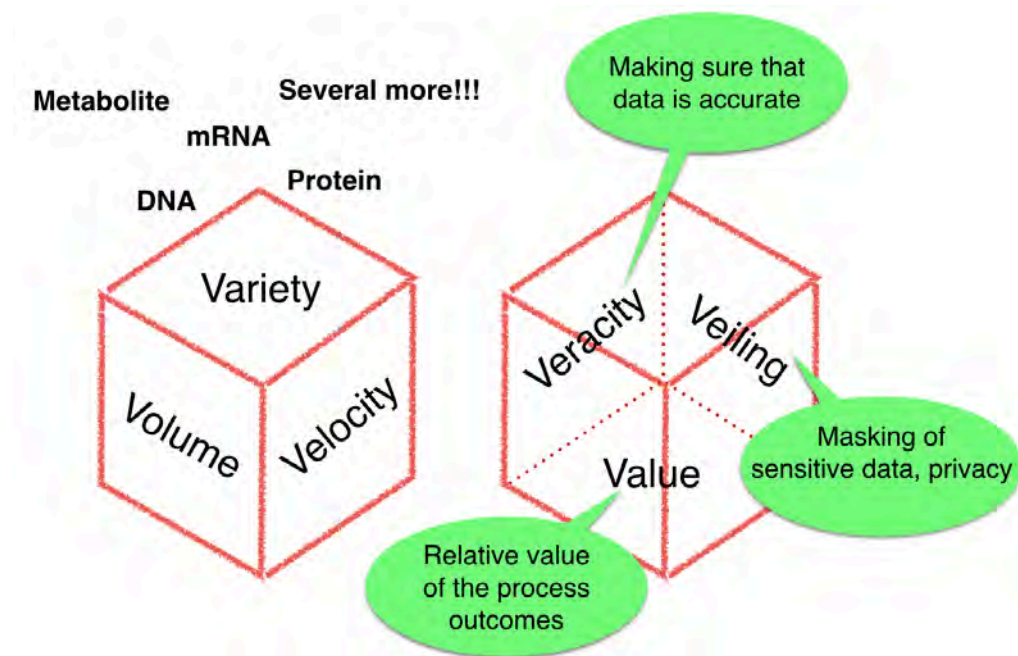 Metabolite
Several more!!!
mRNA
DNA
Protein
Variety
Volume
Velocity
Making sure that
data is accurate
Veracity
Veiling
Value
Masking of
sensitive data, privacy
Relative value
of the process
outcomes